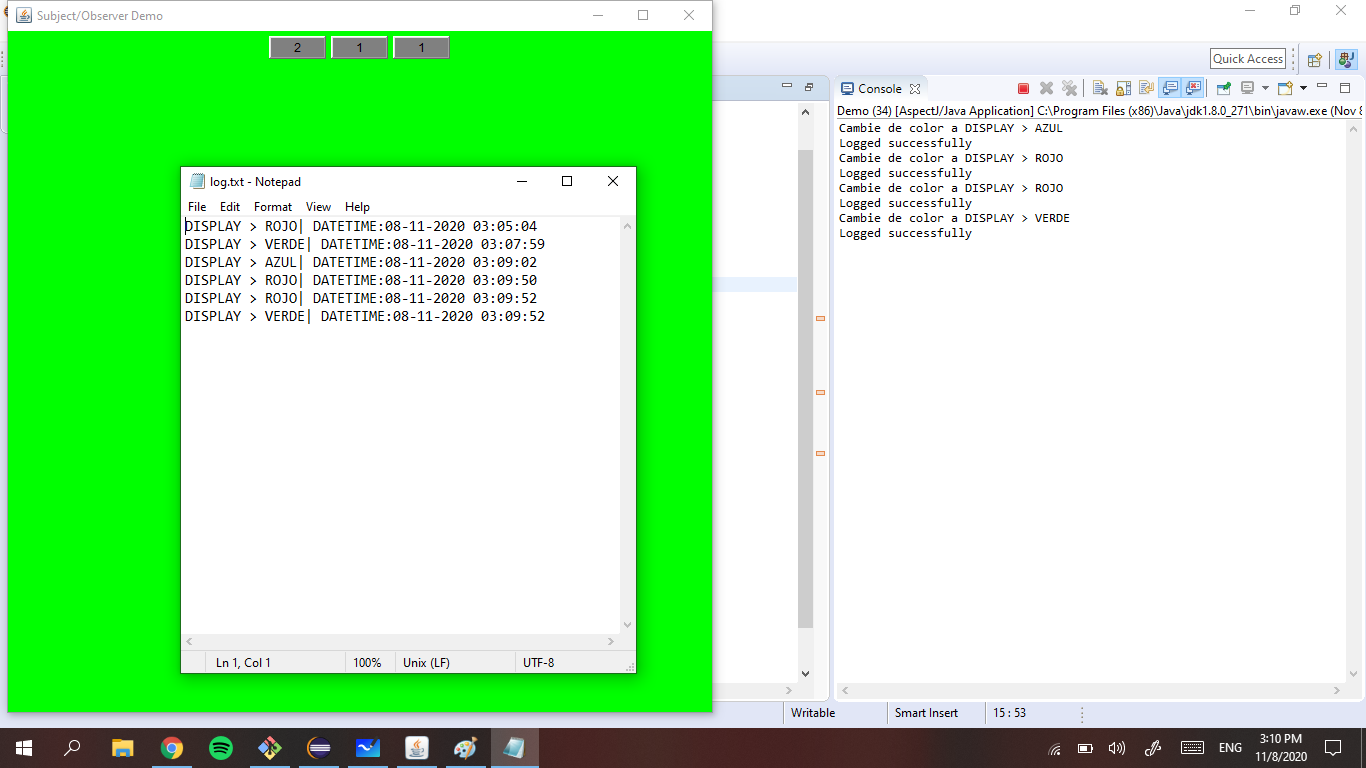 Subject/Observer Demo
2 1 1
log.txt - Notepad
File Edit Format View Help
DISPLAY > ROJO| DATETIME:08-11-2020 03:05:04
DISPLAY > VERDE| DATETIME:08-11-2020 03:07:59
DISPLAY > AZUL| DATETIME:08-11-2020 03:09:02
DISPLAY > ROJO| DATETIME:08-11-2020 03:09:50
DISPLAY > ROJO| DATETIME:08-11-2020 03:09:52
DISPLAY > VERDE| DATETIME:08-11-2020 03:09:52
Ln 1, Col 1 100% Unix (LF) UTF-8
Quick Access
Console
Demo (34) [AspectJ/Java Application] C:\Program Files (x86)\Java\jdk1.8.0_271\bin\javaw.exe (Nov 8
Cambie de color a DISPLAY > AZUL
Logged successfully
Cambie de color a DISPLAY > ROJO
Logged successfully
Cambie de color a DISPLAY > ROJO
Logged successfully
Cambie de color a DISPLAY > VERDE
Logged successfully
Writable Smart Insert 15 : 53
ENG
3:10 PM
11/8/2020